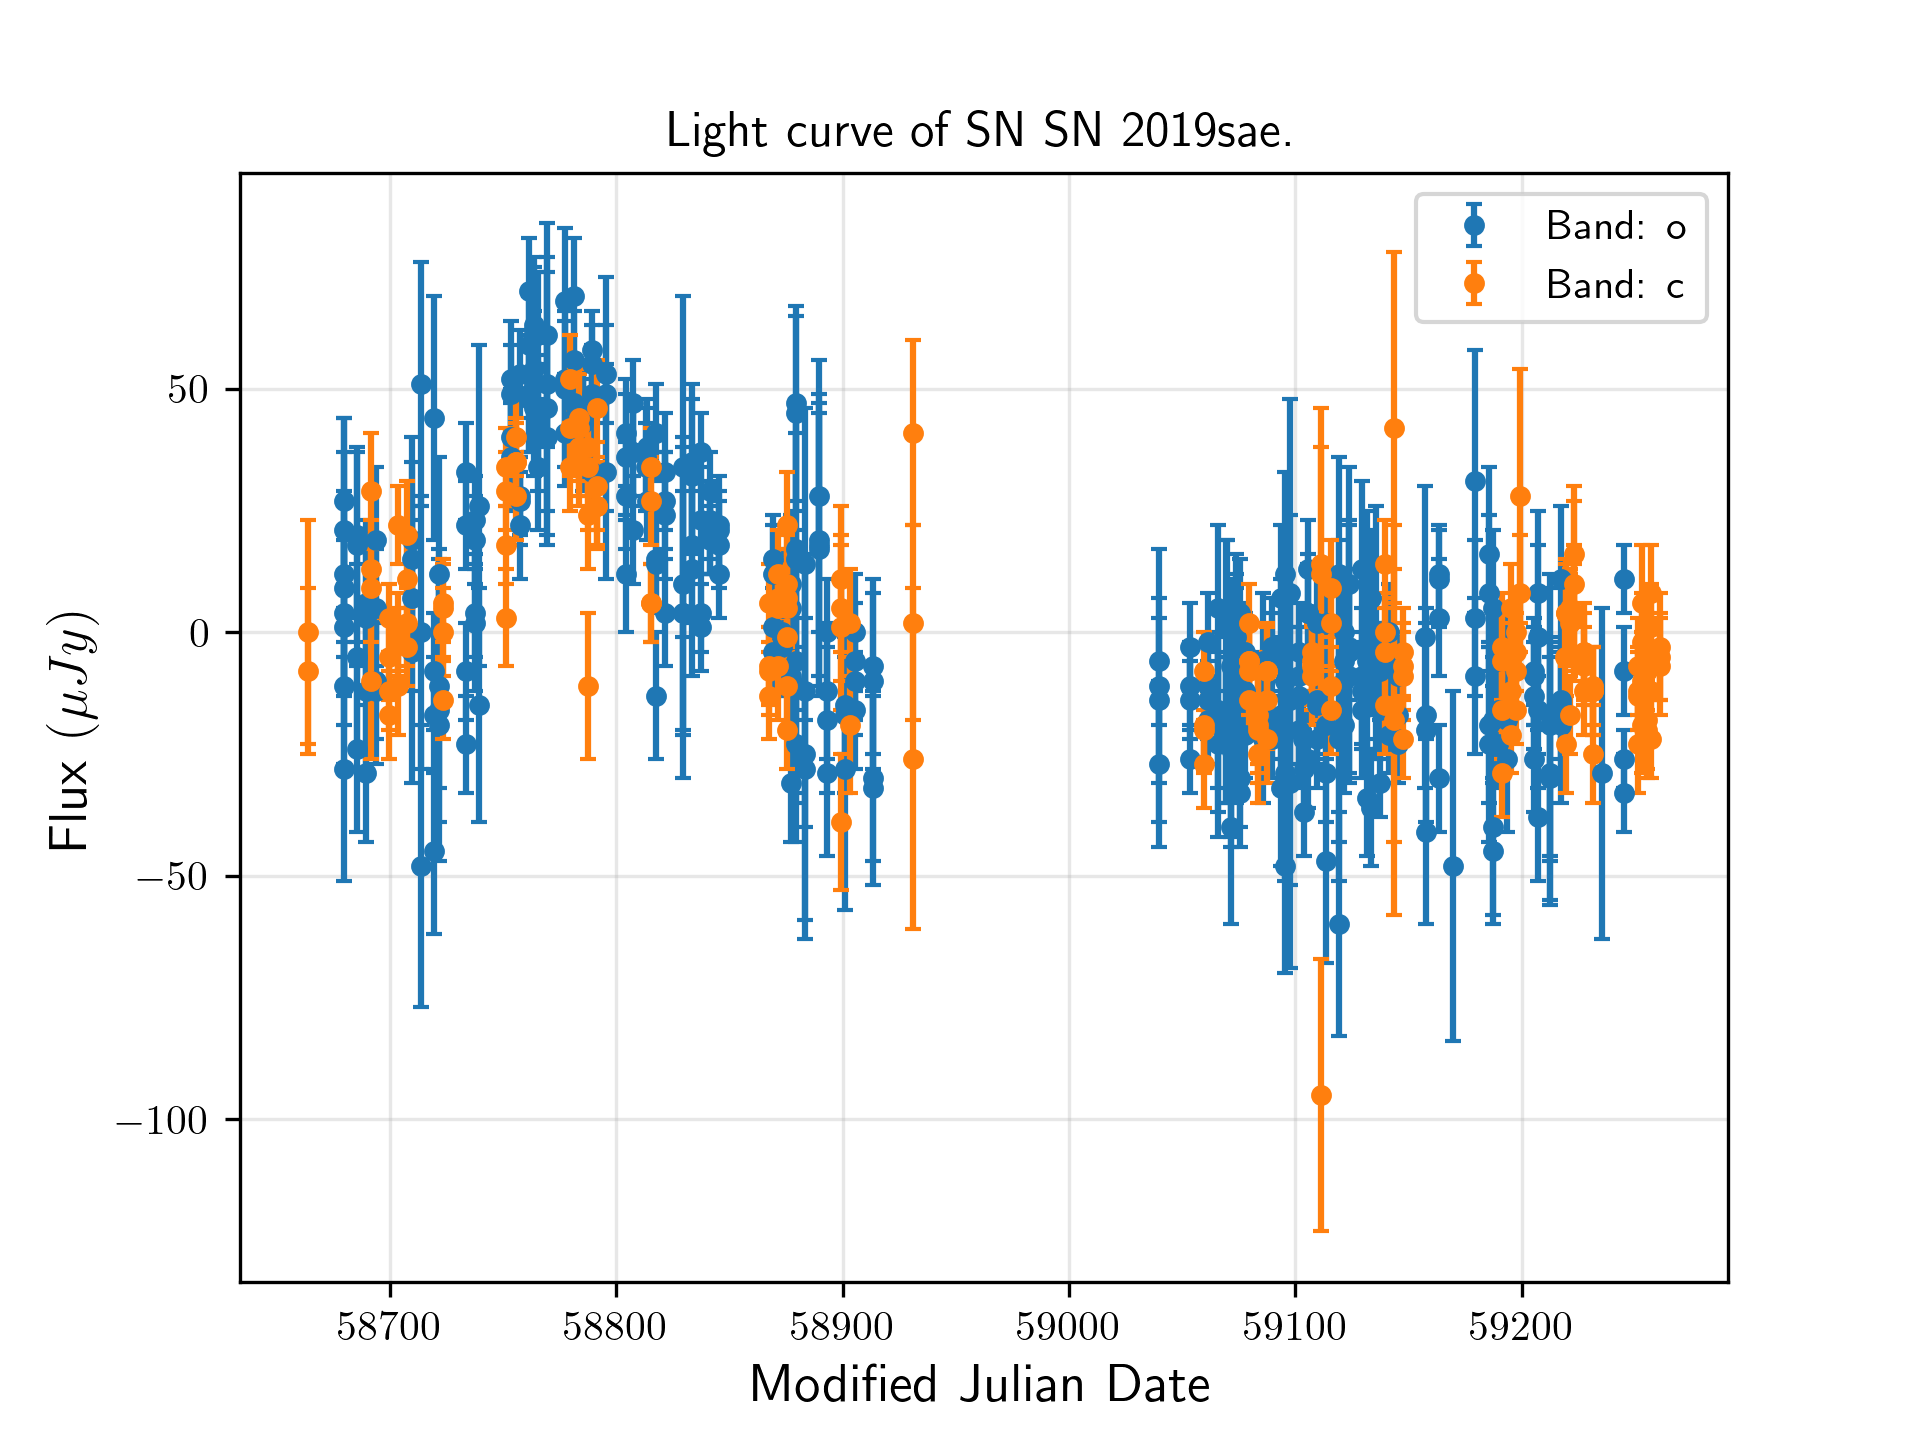 Light curve of SN SN 2019sae.
Band: o
Band: c
50
0
−50
−100
Flux (μJy)
58700 58800 58900 59000 59100 59200
Modified Julian Date